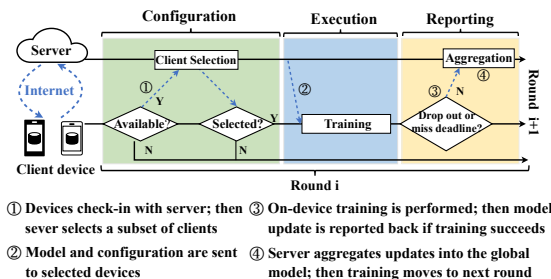 Configuration
Execution
Reporting
Server
Client Selection
Aggregation
①
④
Internet
②
③
N
Y
Available?
Selected?
Y
Training
Drop out or
miss deadline?
N
N
Client device
Round i
Round i+1
① Devices check-in with server; then
sever selects a subset of clients
② Model and configuration are sent
to selected devices
③ On-device training is performed; then model
update is reported back if training succeeds
④ Server aggregates updates into the global
model; then training moves to next round